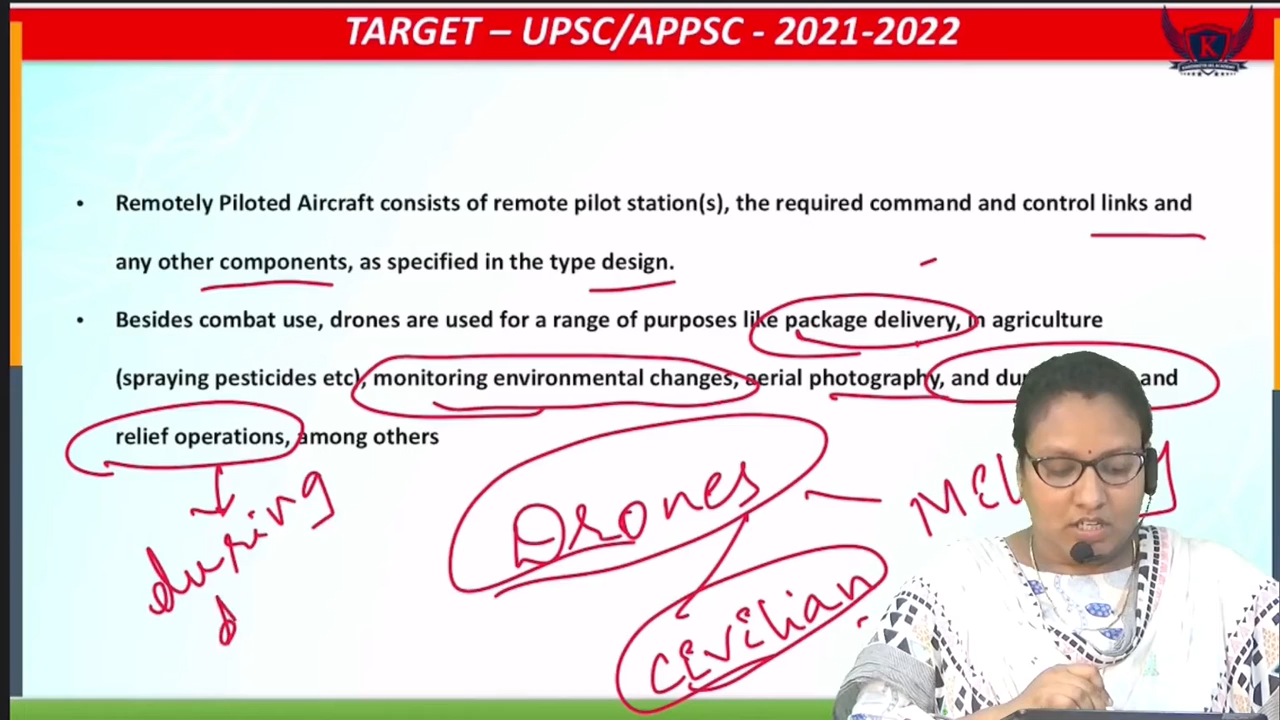 TARGET – UPSC/APPSC - 2021-2022
K
• Remotely Piloted Aircraft consists of remote pilot station(s), the required command and control links and
any other components, as specified in the type design.
• Besides combat use, drones are used for a range of purposes like package delivery, in agriculture
(spraying pesticides etc), monitoring environmental changes, aerial photography, and and
relief operations, among others
during
Drones
civilian